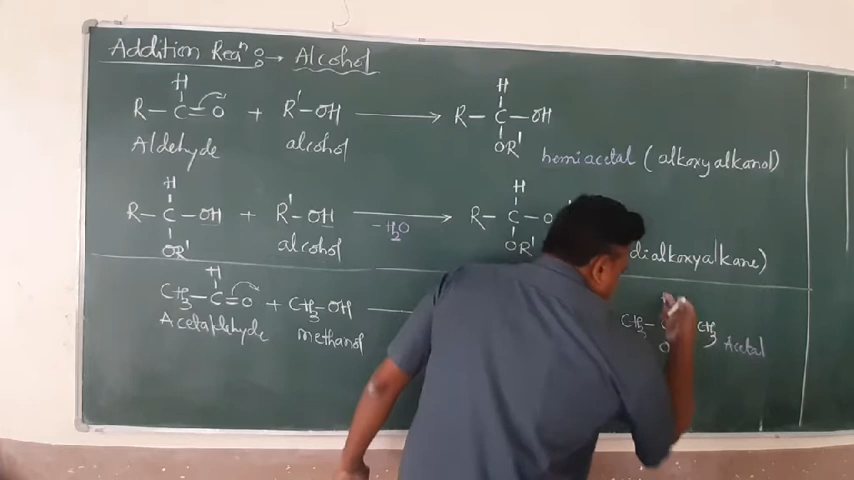 Addition Reaⁿ : → Alcohol
H H
R – C = O + R' – OH → R – C – OH
OR'
Aldehyde alcohol hemiacetal (alkoxyalkanol)
H H
R – C – OH + R' – OH → R – C – O
– H₂O
OR' alcohol OR' dialkoxyalkane)
H
CH₃ – C = O + CH₃ – OH CH₃ – CH₃
Acetaldehyde methanol O Acetal